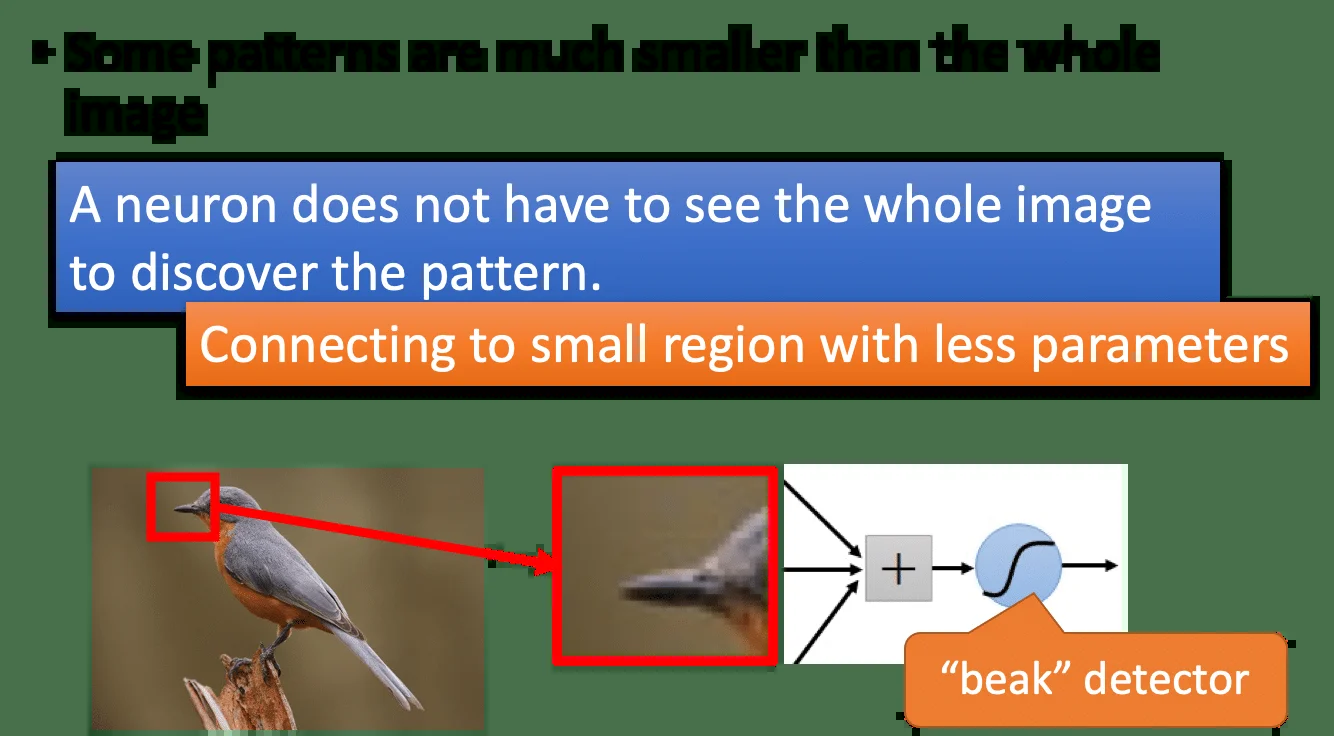 • Some patterns are much smaller than the whole
image
A neuron does not have to see the whole image
to discover the pattern.
Connecting to small region with less parameters
+
“beak” detector